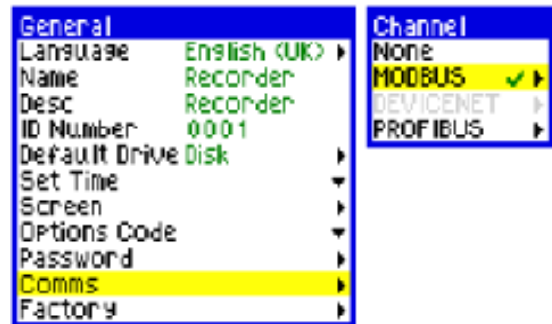 General
Language English (UK)
Name Recorder
Desc Recorder
ID Number 0001
Default Drive Disk
Set Time
Screen
Options Code
Password
Comms
Factory
Channel
None
MODBUS
DEVICENET
PROFIBUS